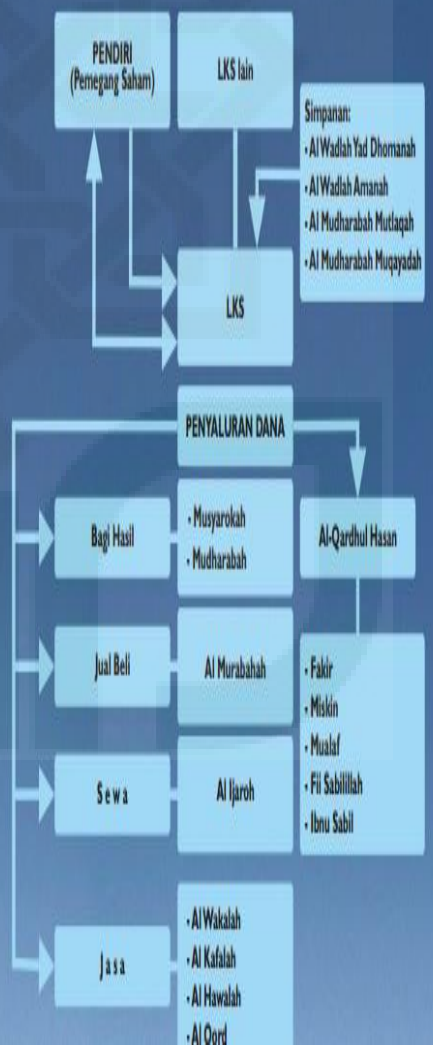 PENDIRI
(Pemegang Saham)
LKS lain
Simpanan:
- Al Wadlah Yad Dhomanah
- Al Wadlah Amanah
- Al Mudharabah Mutlaqah
- Al Mudharabah Muqayadah
LKS
PENYALURAN DANA
Bagi Hasil
- Musyarokah
- Mudharabah
Al-Qardhul Hasan
Jual Beli
Al Murabahah
- Fakir
- Miskin
- Mualaf
- Fii Sabilillah
- Ibnu Sabil
Sewa
Al Ijaroh
Jasa
- Al Wakalah
- Al Kafalah
- Al Hawalah
- Al Qord